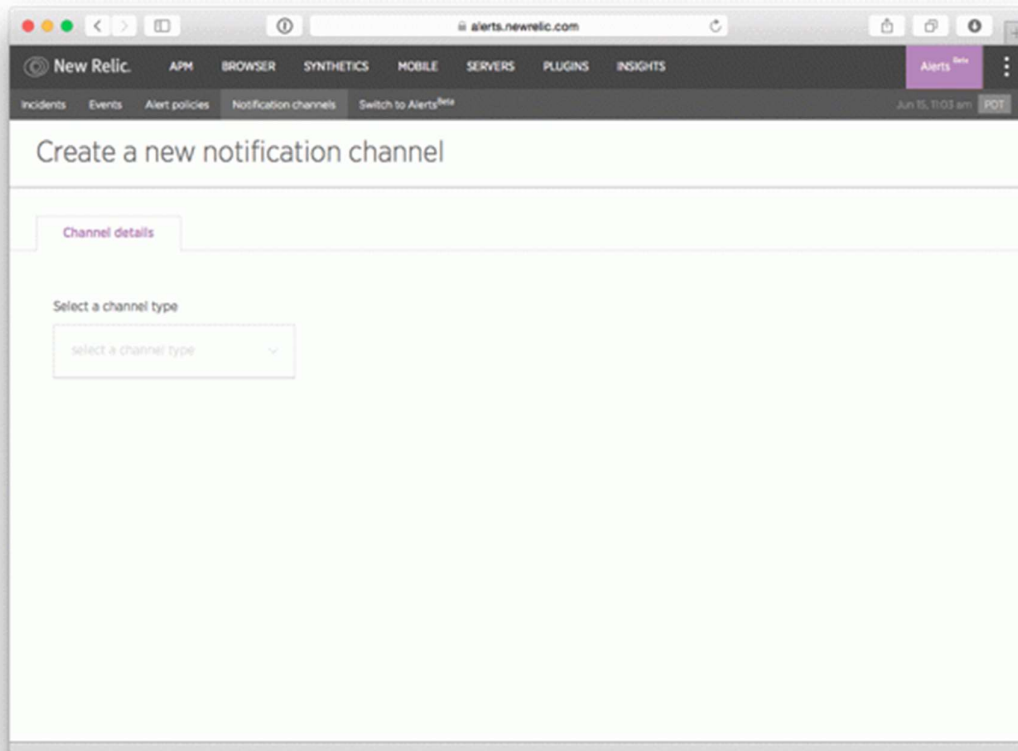 alerts.newrelic.com
New Relic. APM BROWSER SYNTHETICS MOBILE SERVERS PLUGINS INSIGHTS Alerts Beta
Incidents Events Alert policies Notification channels Switch to Alerts Beta Jun 15, 11:03 am PDT
Create a new notification channel
Channel details
Select a channel type
select a channel type